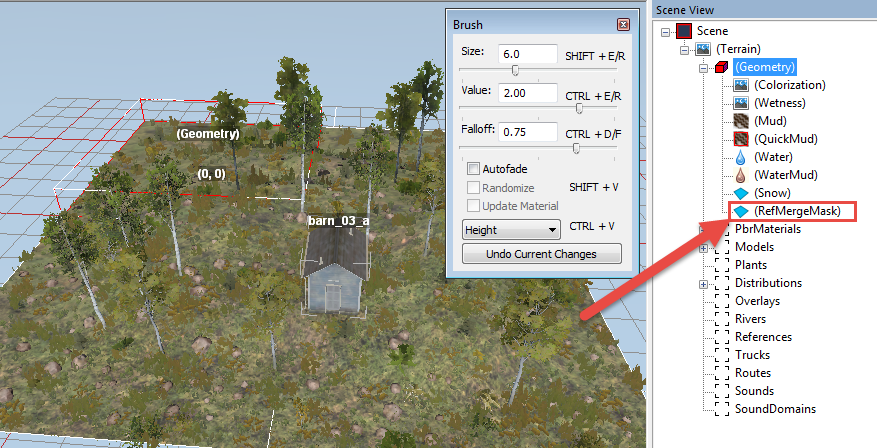 Brush
Size: 6.0 SHIFT + E/R
Value: 2.00 CTRL + E/R
Falloff: 0.75 CTRL + D/F
Autofade
Randomize SHIFT + V
Update Material
Height CTRL + V
Undo Current Changes
(Geometry)
(0, 0)
barn_03_a
Scene View
Scene
(Terrain)
(Geometry)
(Colorization)
(Wetness)
(Mud)
(QuickMud)
(Water)
(WaterMud)
(Snow)
(RefMergeMask)
PbrMaterials
Models
Plants
Distributions
Overlays
Rivers
References
Trucks
Routes
Sounds
SoundDomains